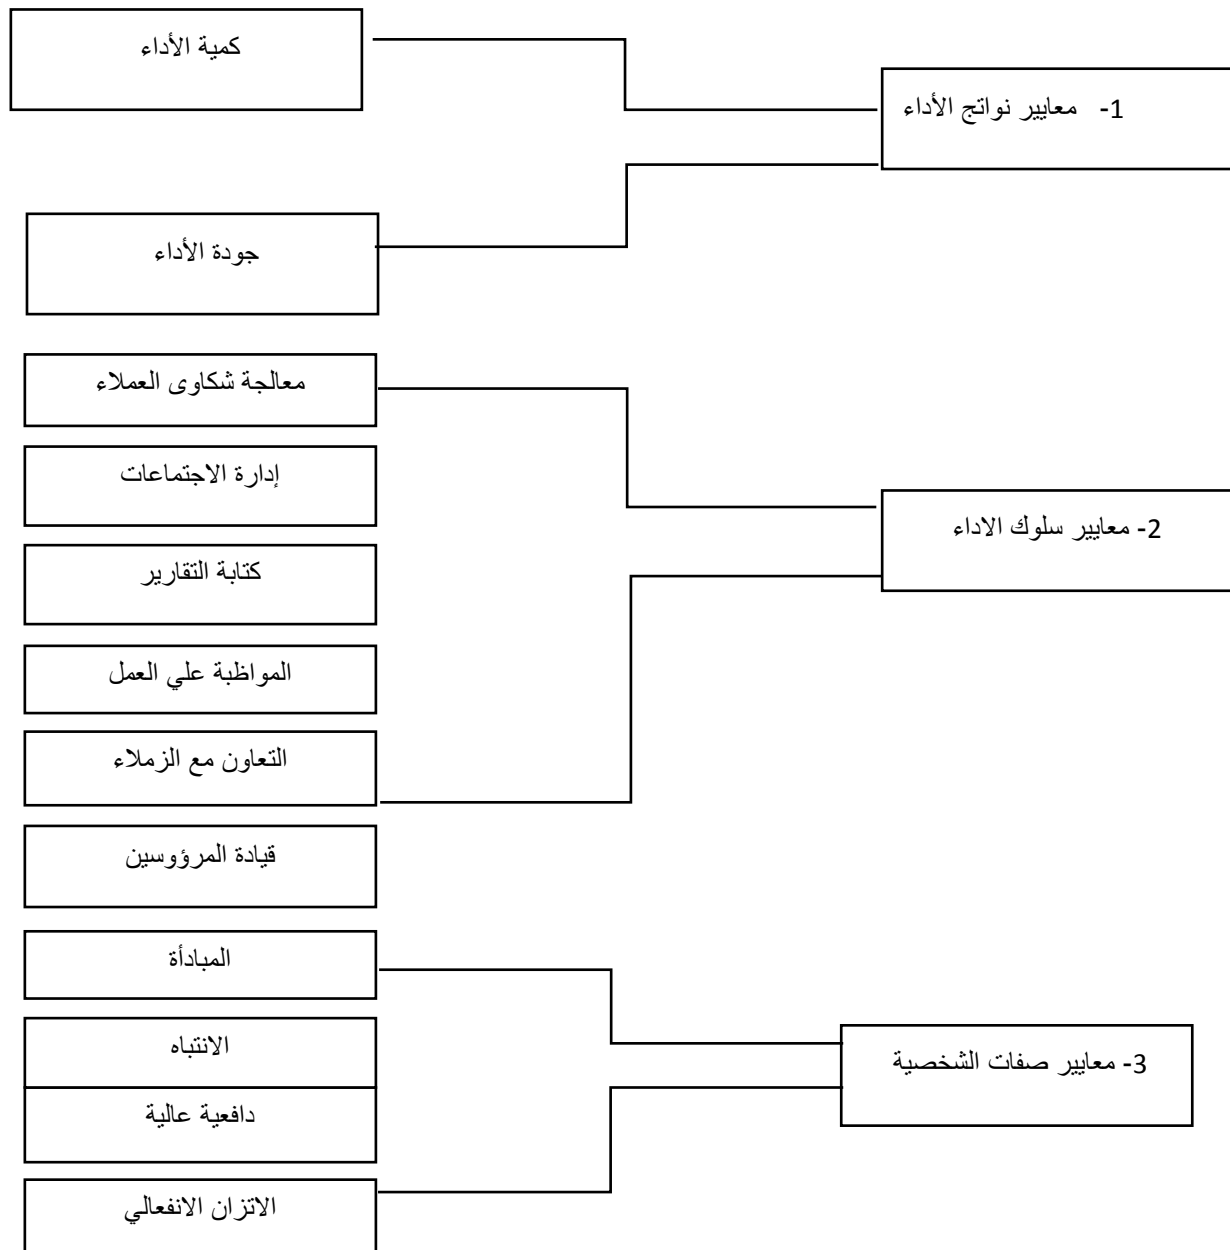 1- معايير نواتج الأداء
كمية الأداء
جودة الأداء
2- معايير سلوك الاداء
معالجة شكاوى العملاء
إدارة الاجتماعات
كتابة التقارير
المواظبة علي العمل
التعاون مع الزملاء
قيادة المرؤوسين
3- معايير صفات الشخصية
المبادأة
الانتباه
دافعية عالية
الاتزان الانفعالي